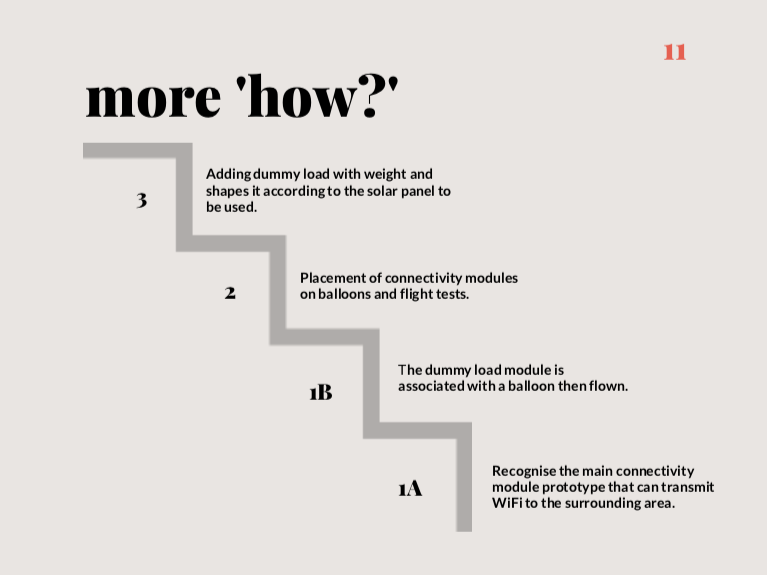 11
more 'how?'
3
Adding dummy load with weight and
shapes it according to the solar panel to
be used.
2
Placement of connectivity modules
on balloons and flight tests.
1B
The dummy load module is
associated with a balloon then flown.
1A
Recognise the main connectivity
module prototype that can transmit
WiFi to the surrounding area.